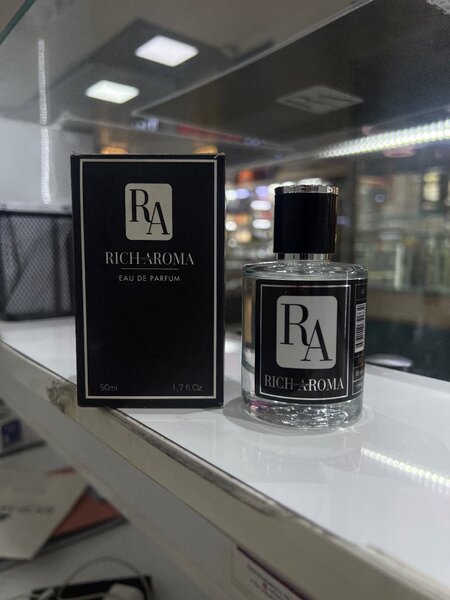 RA
RICH-AROMA
EAU DE PARFUM
50ml 1.7 fl.Oz
RA
RICH-AROMA